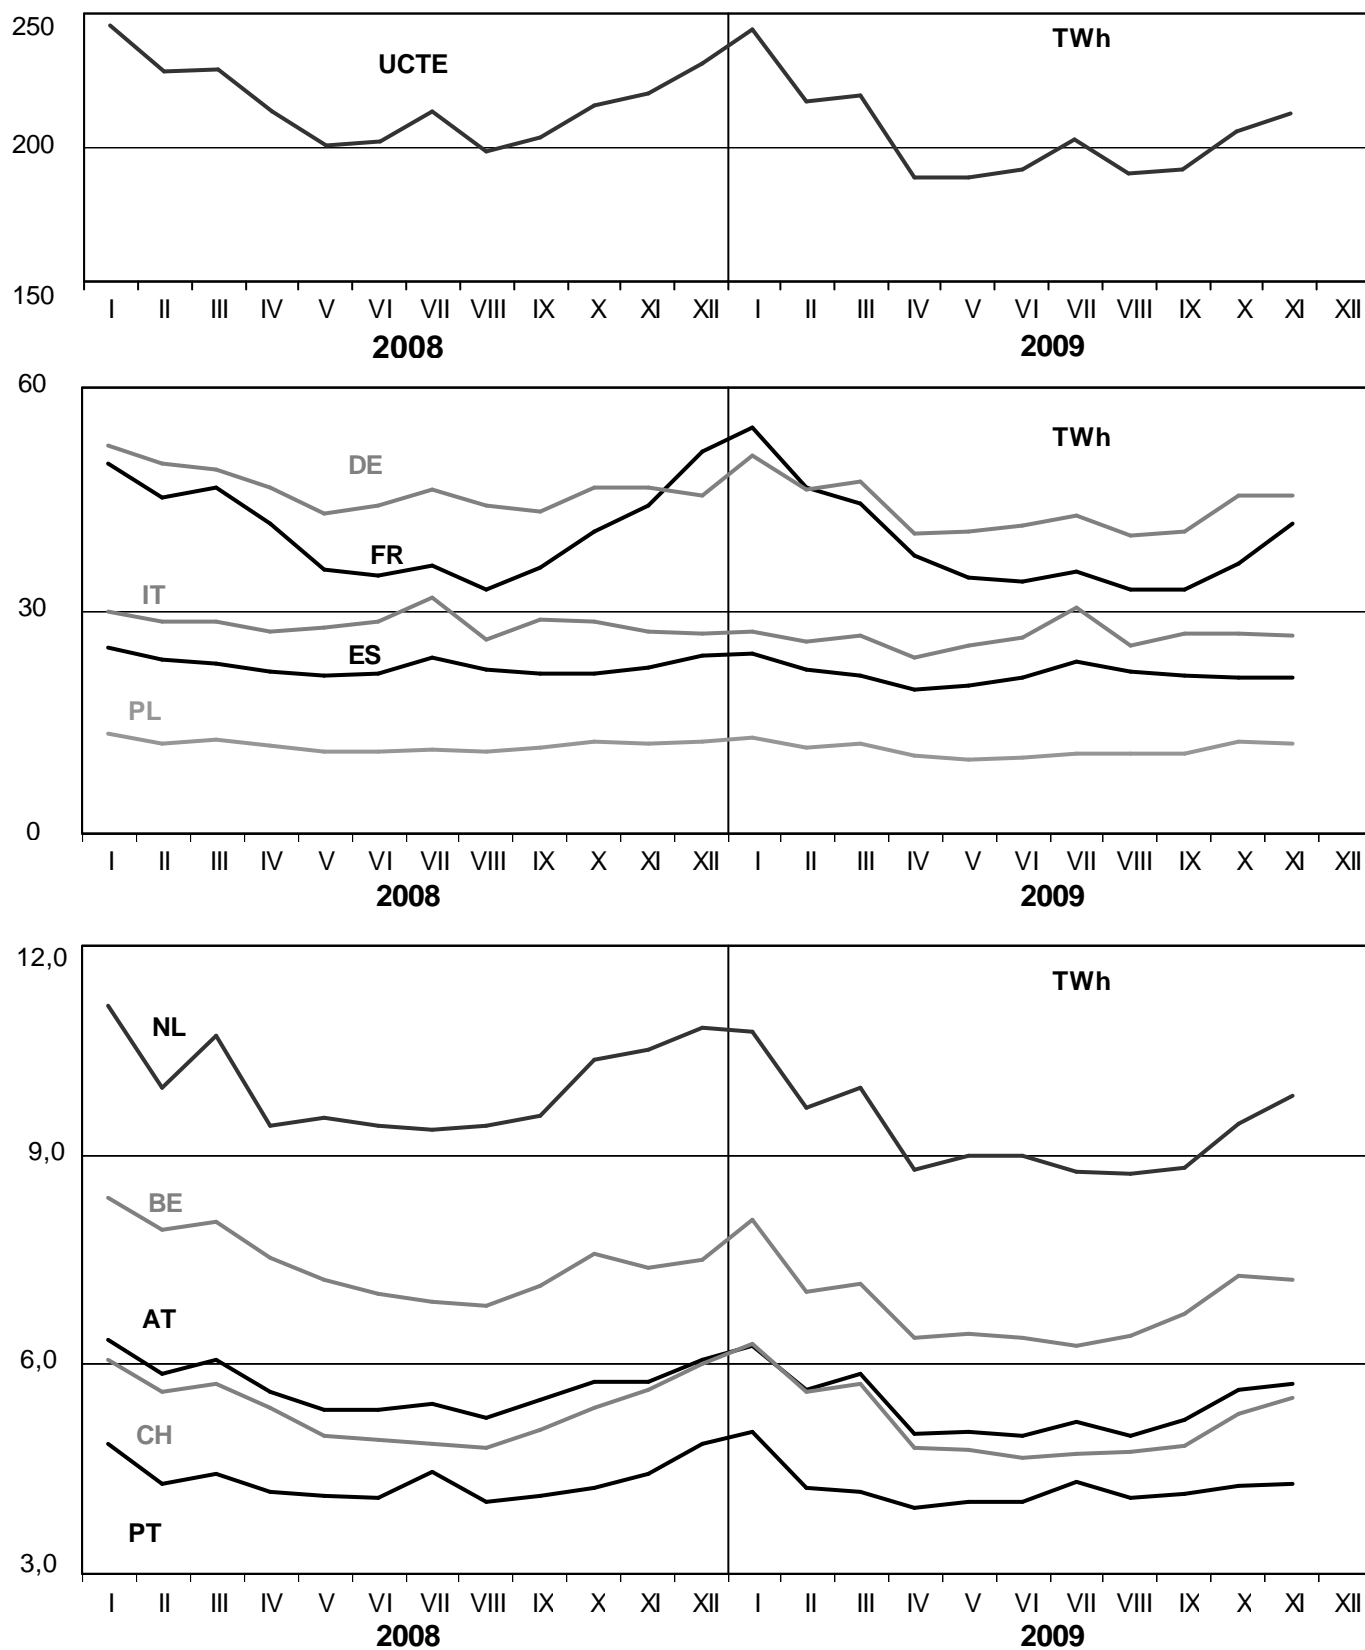 250
TWh
UCTE
200
150
I II III IV V VI VII VIII IX X XI XII I II III IV V VI VII VIII IX X XI XII
2008 2009
60
TWh
DE
FR
IT
30
ES
PL
0
I II III IV V VI VII VIII IX X XI XII I II III IV V VI VII VIII IX X XI XII
2008 2009
12,0
TWh
NL
9,0
BE
AT
6,0
CH
PT
3,0
I II III IV V VI VII VIII IX X XI XII I II III IV V VI VII VIII IX X XI XII
2008 2009